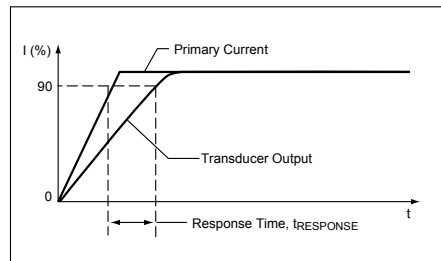 I (%)
Primary Current
90
Transducer Output
0
t
Response Time, tRESPONSE